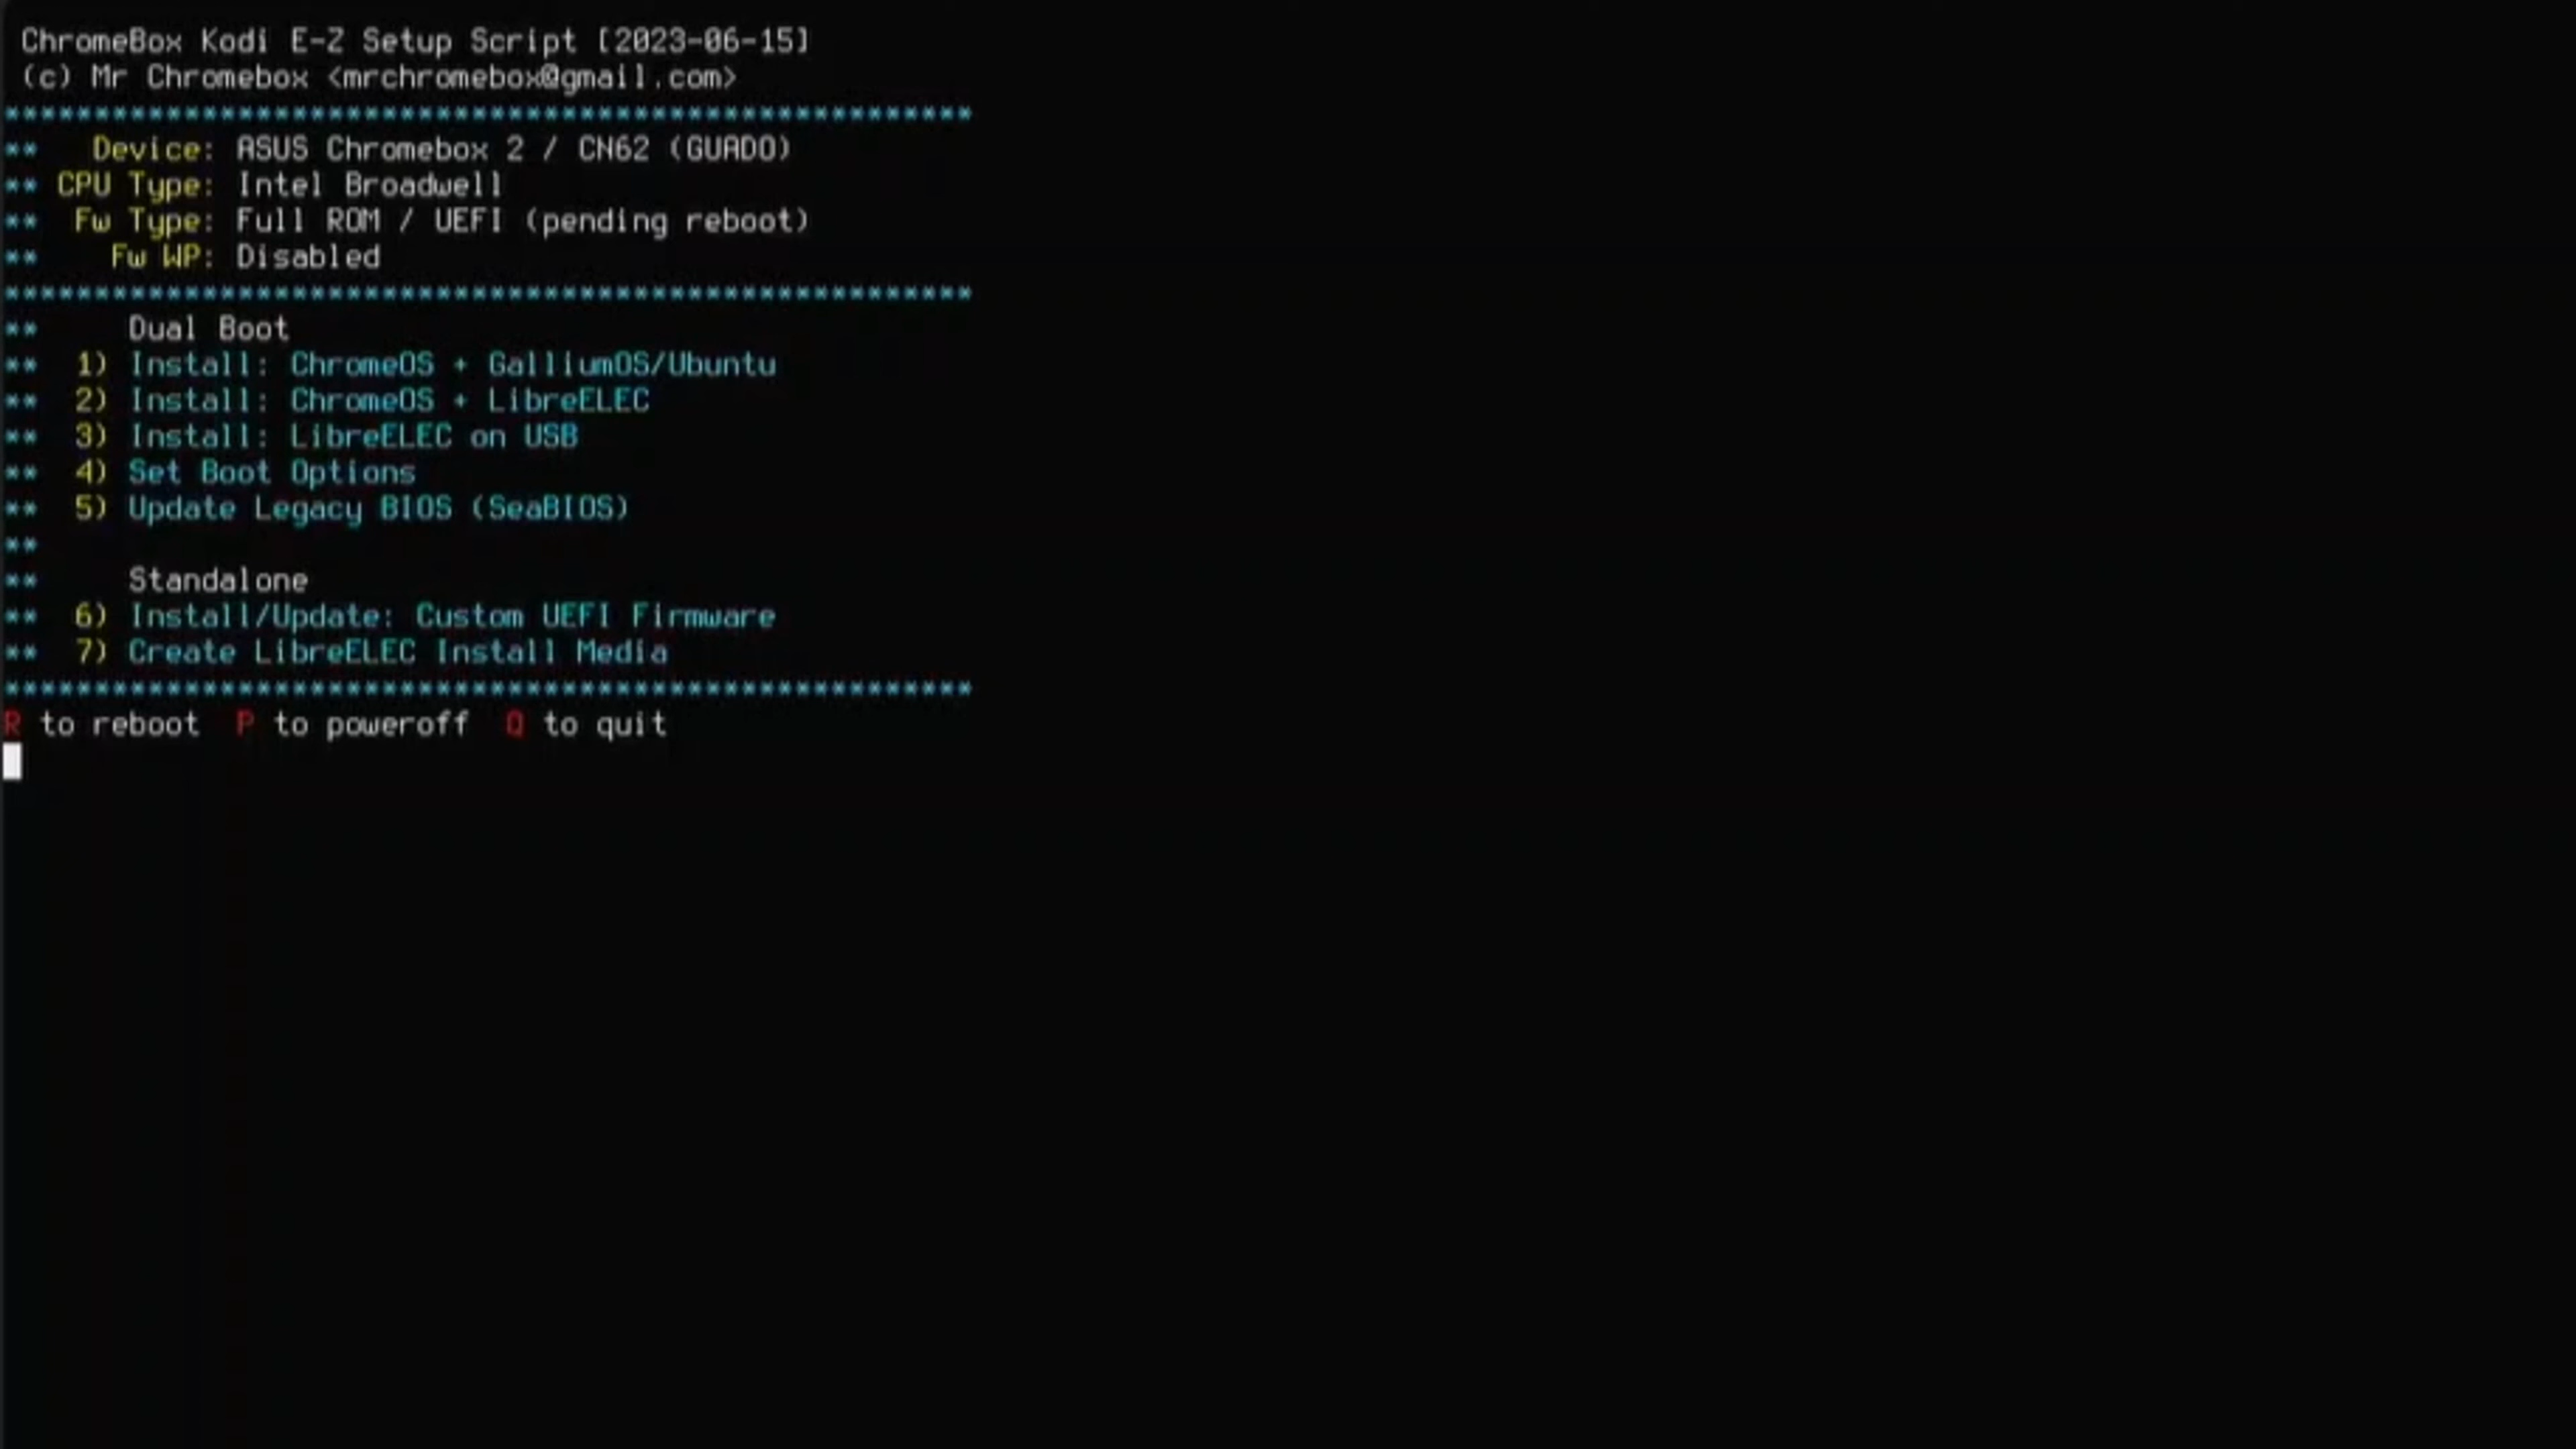 ChromeBox Kodi E-Z Setup Script [2023-06-15]
(c) Mr Chromebox <mrchromebox@gmail.com>
******************************************************
** Device: ASUS Chromebox 2 / CN62 (GUADO)
** CPU Type: Intel Broadwell
** Fw Type: Full ROM / UEFI (pending reboot)
** Fw WP: Disabled
******************************************************
** Dual Boot
** 1) Install: ChromeOS + GalliumOS/Ubuntu
** 2) Install: ChromeOS + LibreELEC
** 3) Install: LibreELEC on USB
** 4) Set Boot Options
** 5) Update Legacy BIOS (SeaBIOS)
**
** Standalone
** 6) Install/Update: Custom UEFI Firmware
** 7) Create LibreELEC Install Media
******************************************************
R to reboot P to poweroff Q to quit